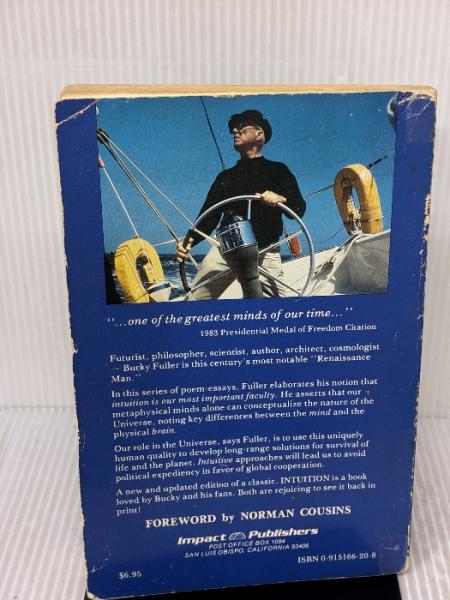 "...one of the greatest minds of our time..."
1983 Presidential Medal of Freedom Citation
Futurist, philosopher, scientist, author, architect, cosmologist
— Bucky Fuller is this century's most notable "Renaissance
Man."
In this series of poem-essays, Fuller elaborates his notion that
intuition is our most important faculty. He asserts that our
metaphysical minds alone can conceptualize the nature of the
Universe, noting key differences between the mind and the
physical brain.
Our role in the Universe, says Fuller, is to use this uniquely
human quality to develop long-range solutions for survival of
life and the planet. Intuitive approaches will lead us to avoid
political expediency in favor of global cooperation.
A new and updated edition of a classic. INTUITION is a book
loved by Bucky and his fans. Both are rejoicing to see it back in
print!
FOREWORD by NORMAN COUSINS
Impact Publishers
POST OFFICE BOX 1094
SAN LUIS OBISPO, CALIFORNIA 93406
$6.95
ISBN 0-915166-20-8